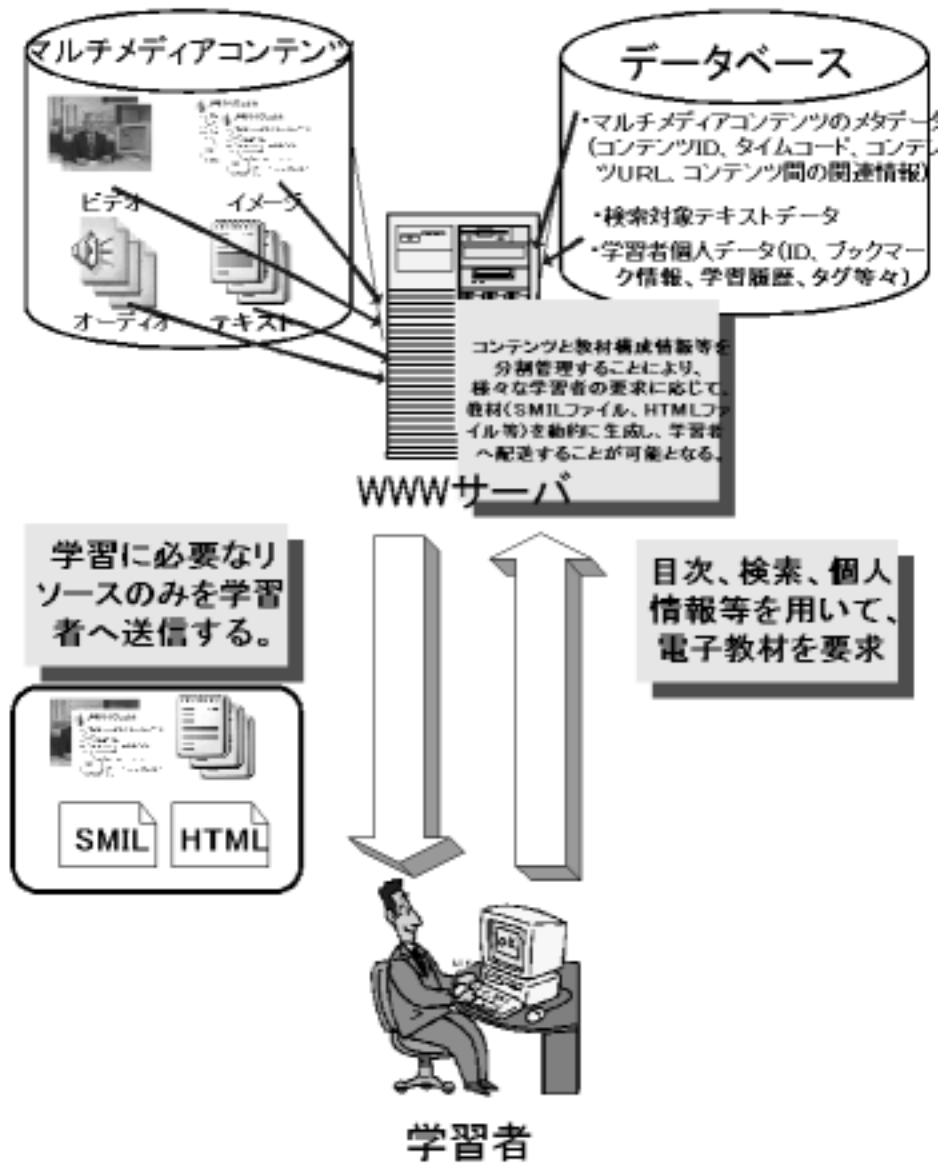 マルチメディアコンテンツ
ビデオ
イメージ
オーディオ
テキスト
データベース
・マルチメディアコンテンツのメタデータ
(コンテンツID、タイムコード、コンテン
ツURL、コンテンツ間の関連情報)
・検索対象テキストデータ
・学習者個人データ(ID、ブックマー
ク情報、学習履歴、タグ等々)
コンテンツと教材構成情報等を
分割管理することにより、
様々な学習者の要求に応じて、
教材(SMILファイル、HTMLファ
イル等)を動的に生成し、学習者
へ配送することが可能となる。
WWWサーバ
学習に必要なリ
ソースのみを学習
者へ送信する。
目次、検索、個人
情報等を用いて、
電子教材を要求
SMIL
HTML
学習者